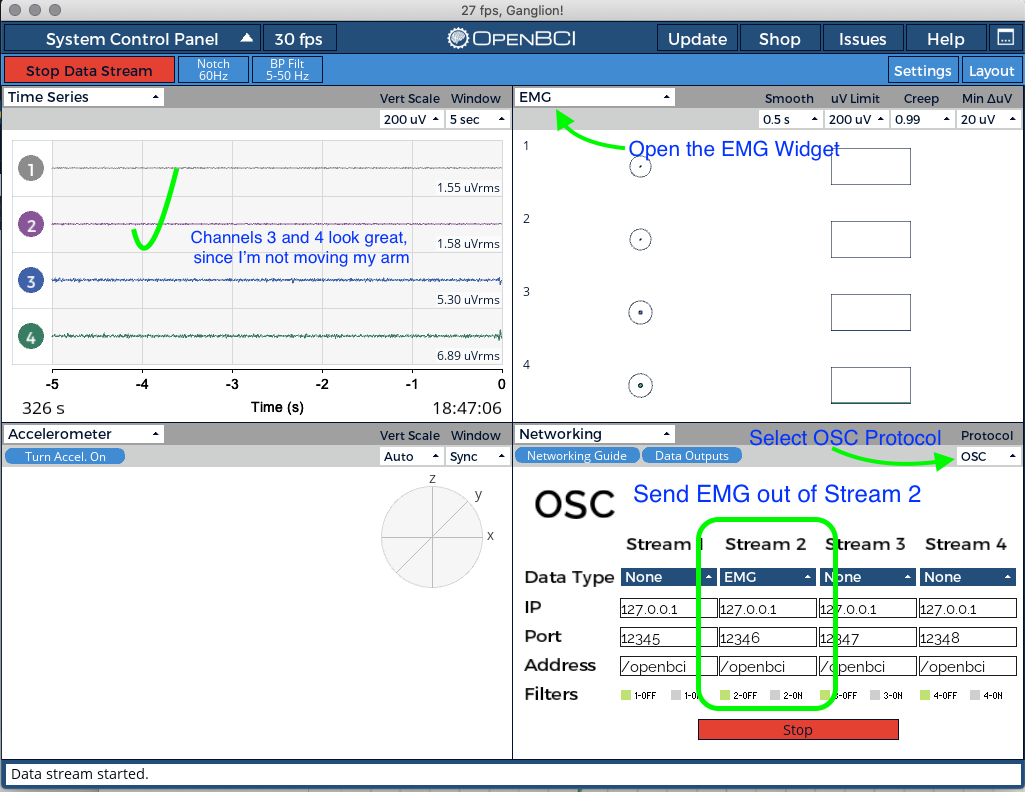 27 fps, Ganglion!
System Control Panel
30 fps
OPENBCI
Update
Shop
Issues
Help
Stop Data Stream
Notch
60Hz
BP Filt
5-50 Hz
Settings
Layout
Time Series
Vert Scale
Window
200 uV
5 sec
1
1.55 uVrms
2
1.58 uVrms
Channels 3 and 4 look great,
since I'm not moving my arm
3
5.30 uVrms
4
6.89 uVrms
-5
-4
-3
-2
-1
0
326 s
Time (s)
18:47:06
EMG
Smooth
uV Limit
Creep
Min ΔuV
0.5 s
200 uV
0.99
20 uV
Open the EMG Widget
1
2
3
4
Accelerometer
Vert Scale
Window
Turn Accel. On
Auto
Sync
z
y
x
Networking
Select OSC Protocol
Protocol
Networking Guide
Data Outputs
OSC
OSC
Send EMG out of Stream 2
Stream 1
Stream 2
Stream 3
Stream 4
Data Type
None
EMG
None
None
IP
127.0.0.1
127.0.0.1
127.0.0.1
127.0.0.1
Port
12345
12346
12347
12348
Address
/openbci
/openbci
/openbci
/openbci
Filters
1-OFF
1-ON
2-OFF
2-ON
3-OFF
3-ON
4-OFF
4-ON
Stop
Data stream started.